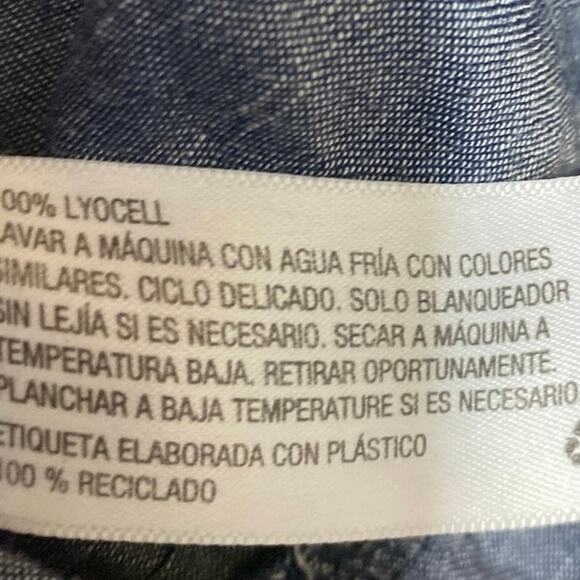 00% LYOCELL
AVAR A MÁQUINA CON AGUA FRÍA CON COLORES
SIMILARES. CICLO DELICADO. SOLO BLANQUEADOR
SIN LEJÍA SI ES NECESARIO. SECAR A MÁQUINA A
TEMPERATURA BAJA. RETIRAR OPORTUNAMENTE.
PLANCHAR A BAJA TEMPERATURE SI ES NECESARIO
ETIQUETA ELABORADA CON PLÁSTICO
100 % RECICLADO